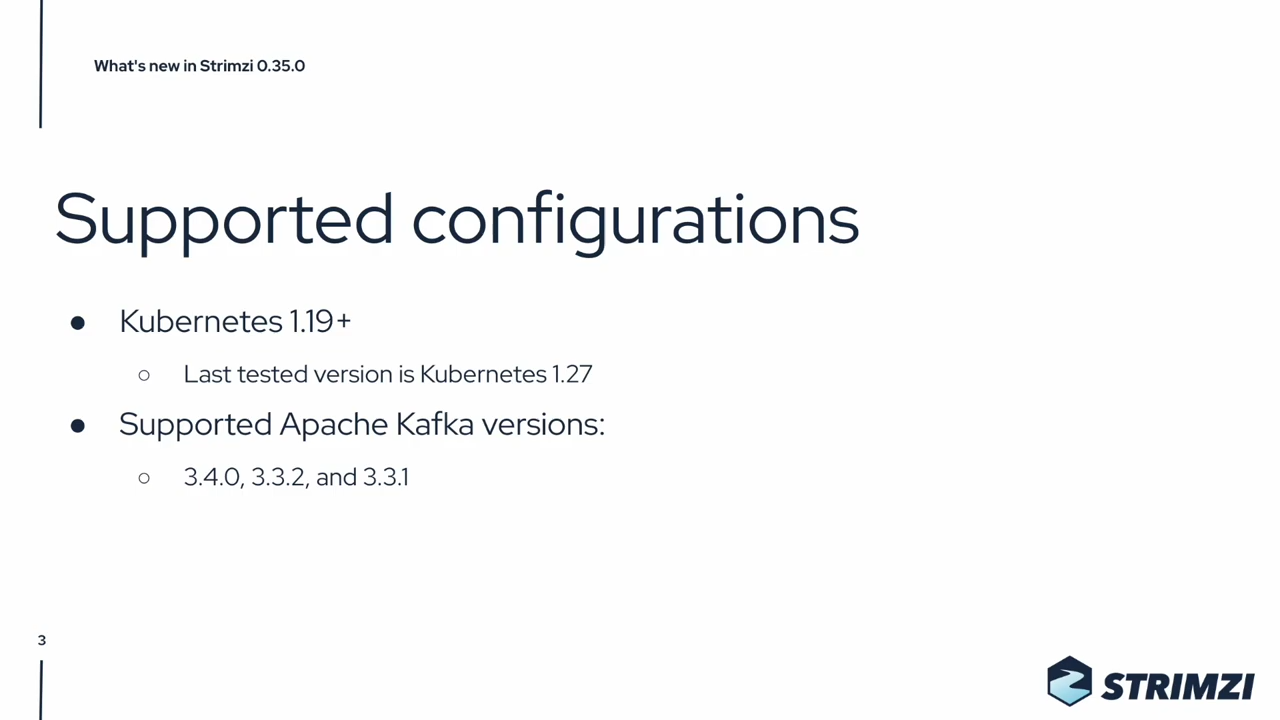 What's new in Strimzi 0.35.0
Supported configurations
● Kubernetes 1.19+
○ Last tested version is Kubernetes 1.27
● Supported Apache Kafka versions:
○ 3.4.0, 3.3.2, and 3.3.1
3
STRIMZI